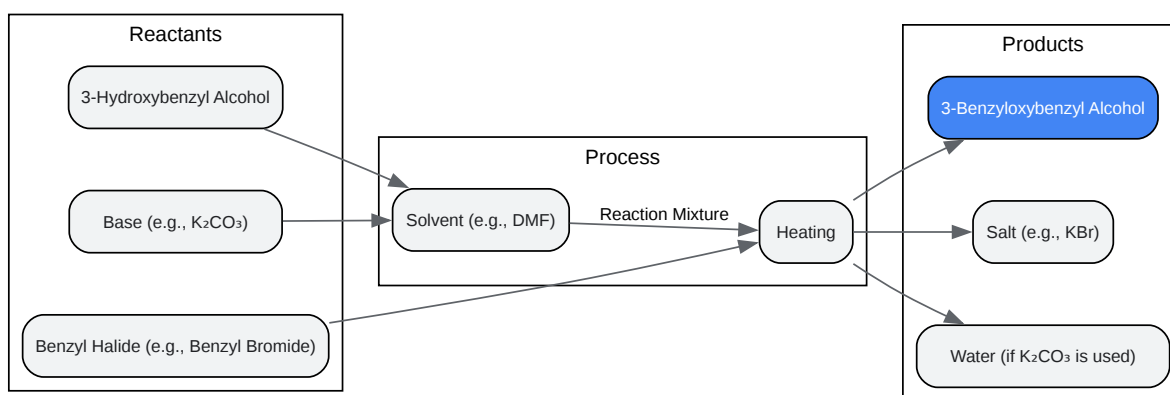 Reactants
3-Hydroxybenzyl Alcohol
Base (e.g., K₂CO₃)
Benzyl Halide (e.g., Benzyl Bromide)
Process
Solvent (e.g., DMF)
Reaction Mixture
Heating
Products
3-Benzyloxybenzyl Alcohol
Salt (e.g., KBr)
Water (if K₂CO₃ is used)